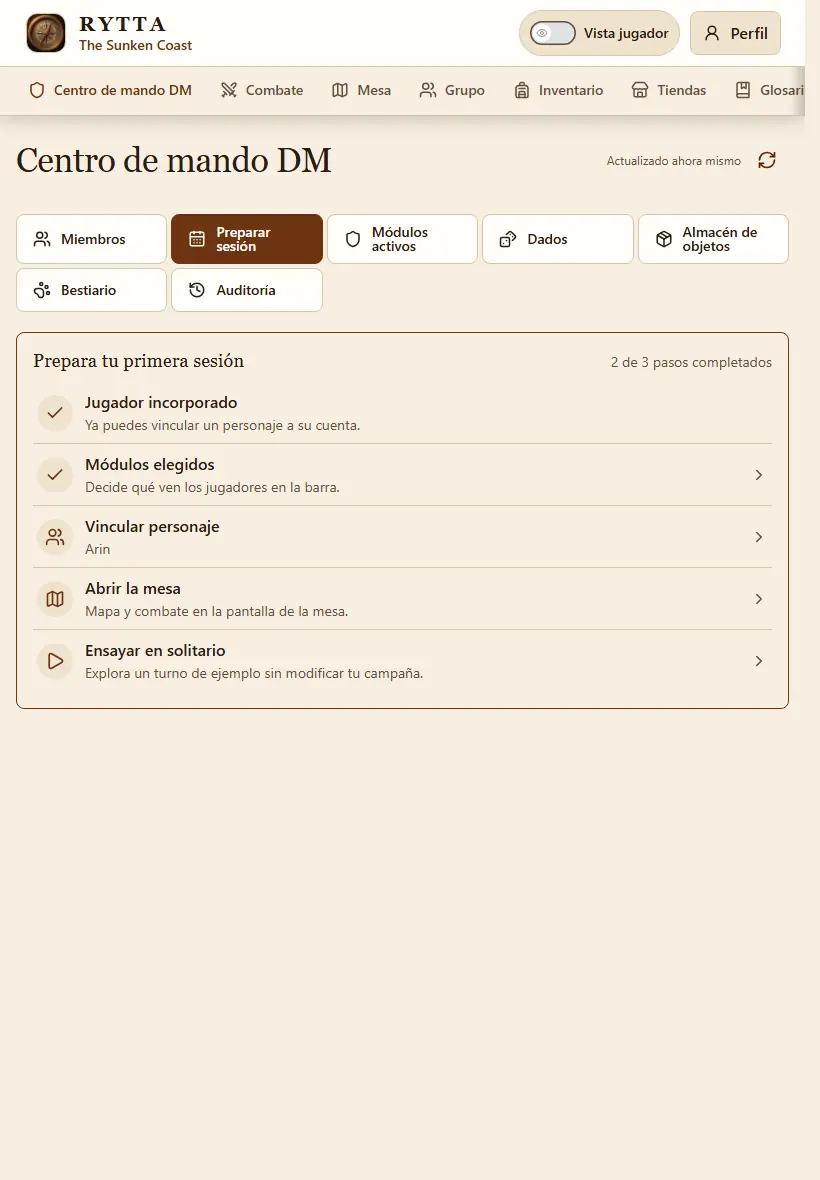 RYTTA
The Sunken Coast
Vista jugador
Perfil
Centro de mando DM
Combate
Mesa
Grupo
Inventario
Tiendas
Glosari
Centro de mando DM
Actualizado ahora mismo
Miembros
Preparar
sesión
Módulos
activos
Dados
Almacén de
objetos
Bestiario
Auditoría
Prepara tu primera sesión
2 de 3 pasos completados
Jugador incorporado
Ya puedes vincular un personaje a su cuenta.
Módulos elegidos
Decide qué ven los jugadores en la barra.
Vincular personaje
Arin
Abrir la mesa
Mapa y combate en la pantalla de la mesa.
Ensayar en solitario
Explora un turno de ejemplo sin modificar tu campaña.